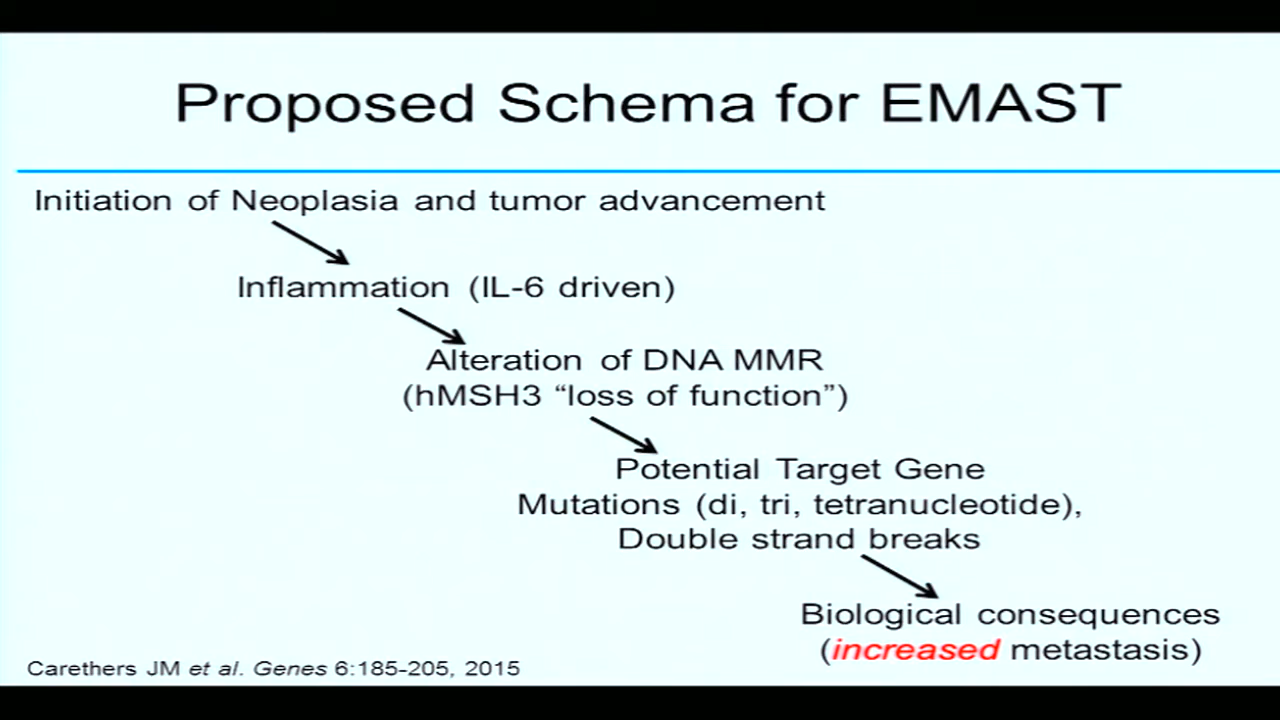 Proposed Schema for EMAST
Initiation of Neoplasia and tumor advancement
Inflammation (IL-6 driven)
Alteration of DNA MMR
(hMSH3 “loss of function”)
Potential Target Gene
Mutations (di, tri, tetranucleotide),
Double strand breaks
Biological consequences
(increased metastasis)
Carethers JM et al. Genes 6:185-205, 2015